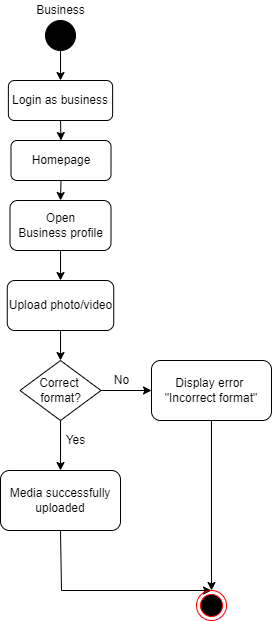 Business
Login as business
Homepage
Open
Business profile
Upload photo/video
Correct
format?
No
Display error
"Incorrect format"
Yes
Media successfully
uploaded